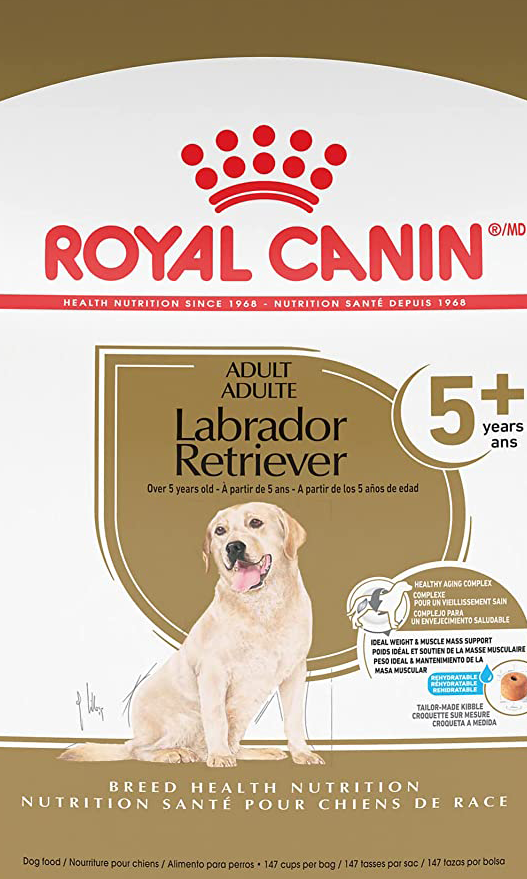 ROYAL CANIN ®/MD
HEALTH NUTRITION SINCE 1968 - NUTRITION SANTÉ DEPUIS 1968
ADULT
ADULTE
Labrador
Retriever
Over 5 years old - À partir de 5 ans - A partir de los 5 años de edad
5+
years
ans
HEALTHY AGING COMPLEX
COMPLEXE
POUR UN VIEILLISSEMENT SAIN
COMPLEJO PARA
UN ENVEJECIMIENTO SALUDABLE
IDEAL WEIGHT & MUSCLE MASS SUPPORT
POIDS IDÉAL ET SOUTIEN DE LA MASSE MUSCULAIRE
PESO IDEAL & MANTENIMIENTO DE LA
MASA MUSCULAR
REHYDRATABLE
RÉHYDRATABLE
REHIDRATABLE
TAILOR-MADE KIBBLE
CROQUETTE SUR MESURE
CROQUETA A MEDIDA
BREED HEALTH NUTRITION
NUTRITION SANTÉ POUR CHIENS DE RACE
Dog food / Nourriture pour chiens / Alimento para perros • 147 cups per bag / 147 tasses par sac / 147 tazas por bolsa